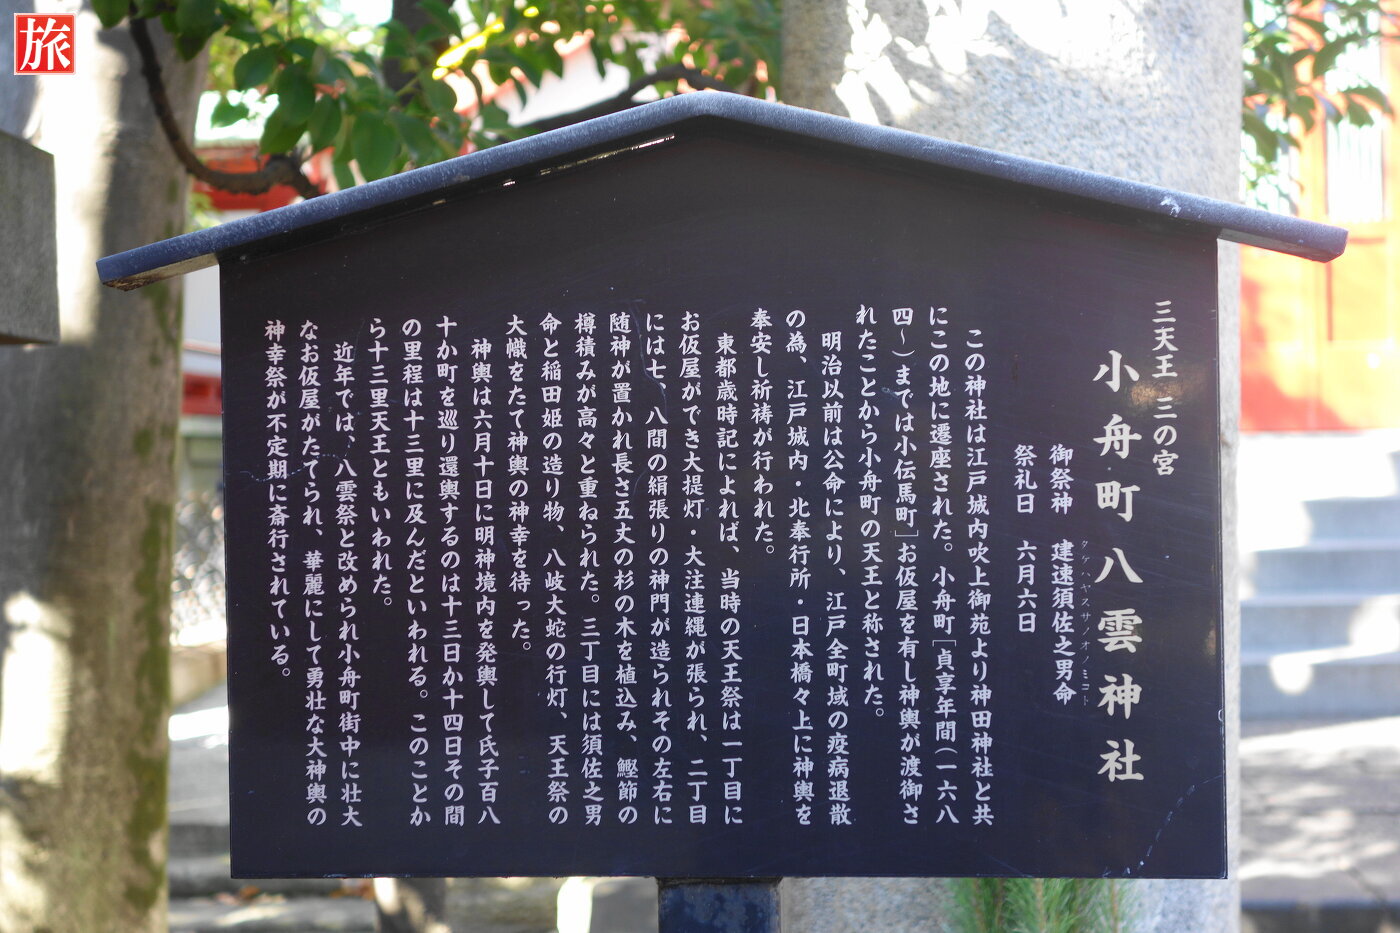 旅
三天王　三の宮
小舟町八雲神社
御祭神　建速須佐之男命
タケハヤスサノオノミコト
祭礼日　六月六日
この神社は江戸城内吹上御苑より神田神社と共
にこの地に遷座された。小舟町［貞享年間（一六八
四～）までは小伝馬町］お仮屋を有し神輿が渡御さ
れたことから小舟町の天王と称された。
明治以前は公命により、江戸全町域の疫病退散
の為、江戸城内・北奉行所・日本橋々上に神輿を
奉安し祈祷が行われた。
東都歳時記によれば、当時の天王祭は一丁目に
お仮屋ができ大提灯・大注連縄が張られ、二丁目
には七、八間の絹張りの神門が造られその左右に
随神が置かれ長さ五丈の杉の木を植込み、鰹節の
樽積みが高々と重ねられた。三丁目には須佐之男
命と稲田姫の造り物、八岐大蛇の行灯、天王祭の
大幟をたて神輿の神幸を待った。
神輿は六月十日に明神境内を発輿して氏子百八
十か町を巡り還輿するのは十三日か十四日その間
の里程は十三里に及んだといわれる。このことか
ら十三里天王ともいわれた。
近年では、八雲祭と改められ小舟町街中に壮大
なお仮屋がたてられ、華麗にして勇壮な大神輿の
神幸祭が不定期に斎行されている。